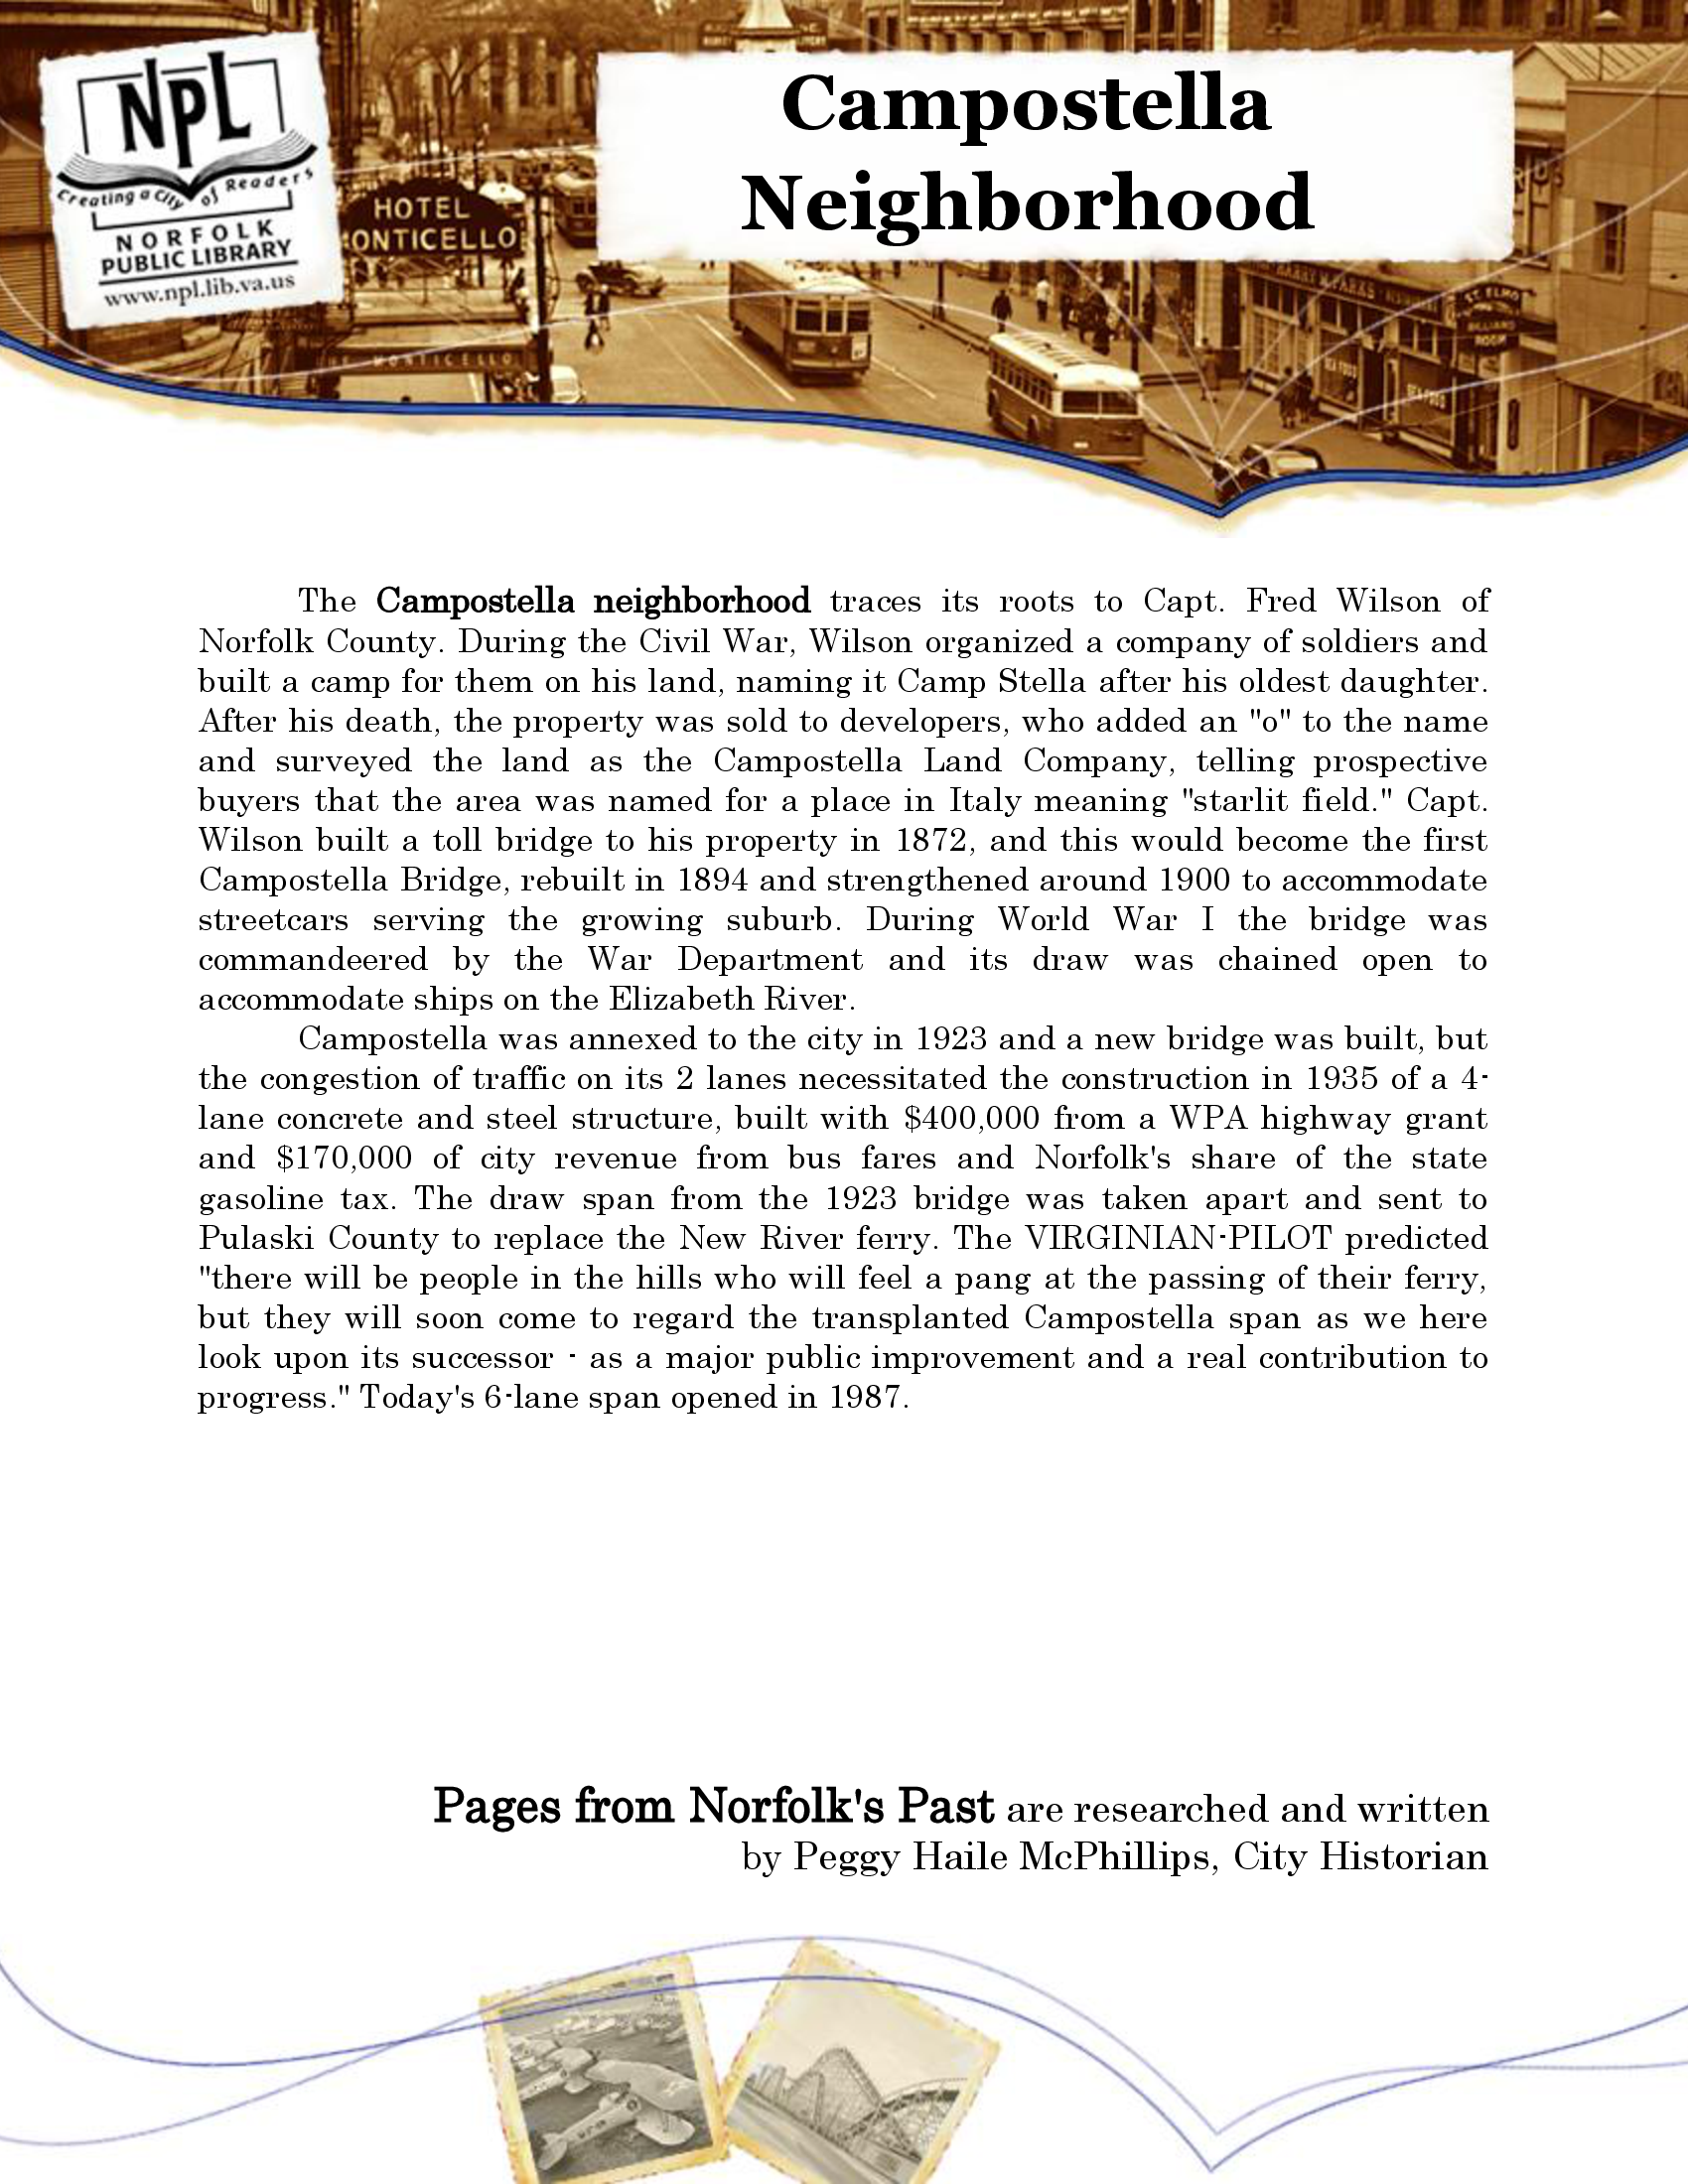 Campostella
Neighborhood
NPL
Creating a City of Readers
NORFOLK
PUBLIC LIBRARY
www.npl.lib.va.us
HOTEL
MONTICELLO
MONTICELLO
HARRY
ST. ELMO
BILLIARD
ROOM
SEA FOOD
SEA FOOD
The Campostella neighborhood traces its roots to Capt. Fred Wilson of
Norfolk County. During the Civil War, Wilson organized a company of soldiers and
built a camp for them on his land, naming it Camp Stella after his oldest daughter.
After his death, the property was sold to developers, who added an "o" to the name
and surveyed the land as the Campostella Land Company, telling prospective
buyers that the area was named for a place in Italy meaning "starlit field." Capt.
Wilson built a toll bridge to his property in 1872, and this would become the first
Campostella Bridge, rebuilt in 1894 and strengthened around 1900 to accommodate
streetcars serving the growing suburb. During World War I the bridge was
commandeered by the War Department and its draw was chained open to
accommodate ships on the Elizabeth River.
Campostella was annexed to the city in 1923 and a new bridge was built, but
the congestion of traffic on its 2 lanes necessitated the construction in 1935 of a 4-
lane concrete and steel structure, built with $400,000 from a WPA highway grant
and $170,000 of city revenue from bus fares and Norfolk's share of the state
gasoline tax. The draw span from the 1923 bridge was taken apart and sent to
Pulaski County to replace the New River ferry. The VIRGINIAN-PILOT predicted
"there will be people in the hills who will feel a pang at the passing of their ferry,
but they will soon come to regard the transplanted Campostella span as we here
look upon its successor - as a major public improvement and a real contribution to
progress." Today's 6-lane span opened in 1987.
Pages from Norfolk's Past are researched and written
by Peggy Haile McPhillips, City Historian